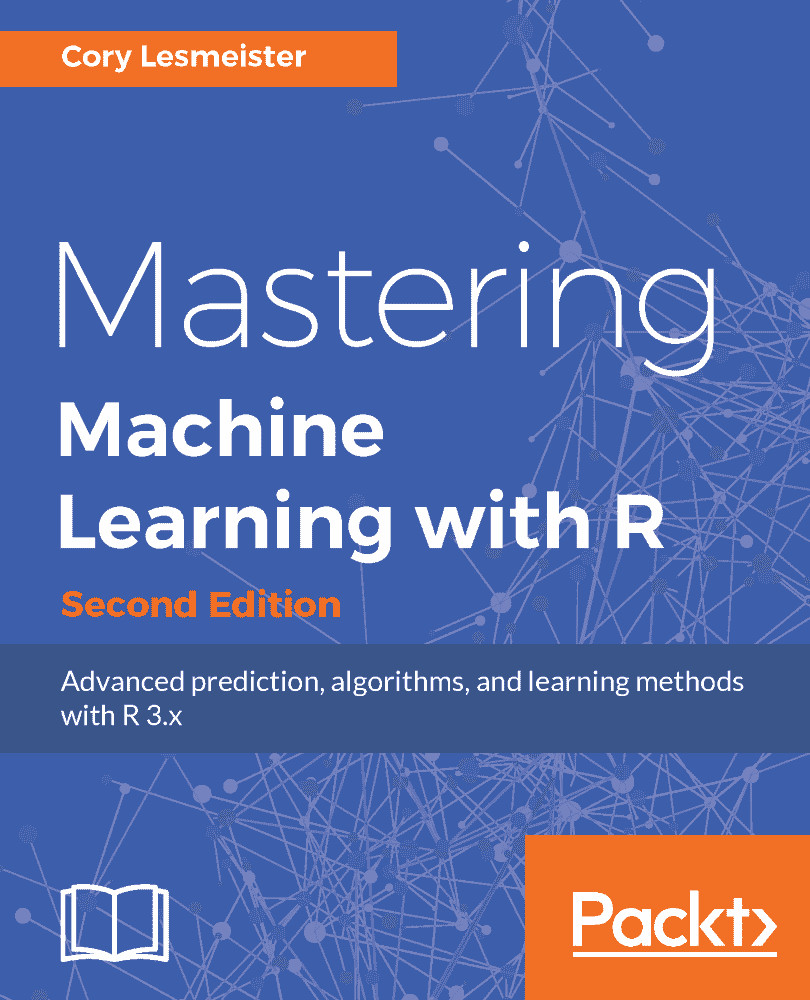 Cory Lesmeister
Mastering
Machine
Learning with R
Second Edition
Advanced prediction, algorithms, and learning methods
with R 3.x
Packt>